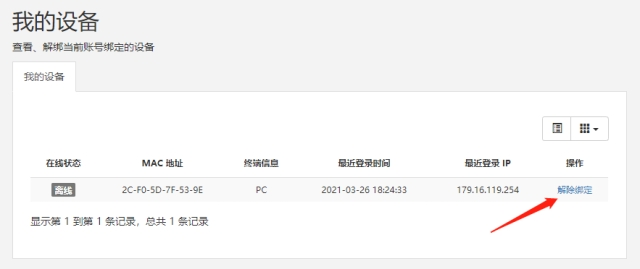 我的设备
查看、解绑当前账号绑定的设备
我的设备
在线状态 MAC 地址 终端信息 最近登录时间 最近登录 IP 操作
离线 2C-F0-5D-7F-53-9E PC 2021-03-26 18:24:33 179.16.119.254 解除绑定
显示第 1 到第 1 条记录，总共 1 条记录